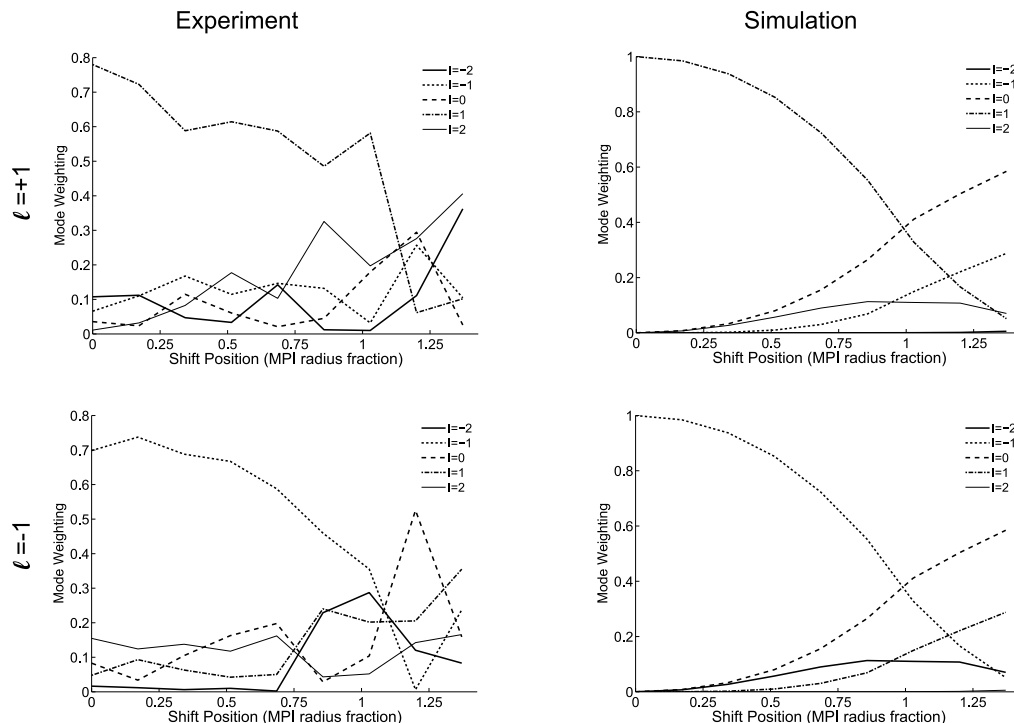 Experiment
Simulation
ℓ=+1
Mode Weighting
0.8
0.7
0.6
0.5
0.4
0.3
0.2
0.1
0
0 0.25 0.5 0.75 1 1.25
Shift Position (MPI radius fraction)
l=-2
l=-1
l=0
l=1
l=2
Mode Weighting
1
0.8
0.6
0.4
0.2
0
0 0.25 0.5 0.75 1 1.25
Shift Position (MPI radius fraction)
l=-2
l=-1
l=0
l=1
l=2
ℓ=-1
Mode Weighting
0.8
0.7
0.6
0.5
0.4
0.3
0.2
0.1
0
0 0.25 0.5 0.75 1 1.25
Shift Position (MPI radius fraction)
l=-2
l=-1
l=0
l=1
l=2
Mode Weighting
1
0.8
0.6
0.4
0.2
0
0 0.25 0.5 0.75 1 1.25
Shift Position (MPI radius fraction)
l=-2
l=-1
l=0
l=1
l=2